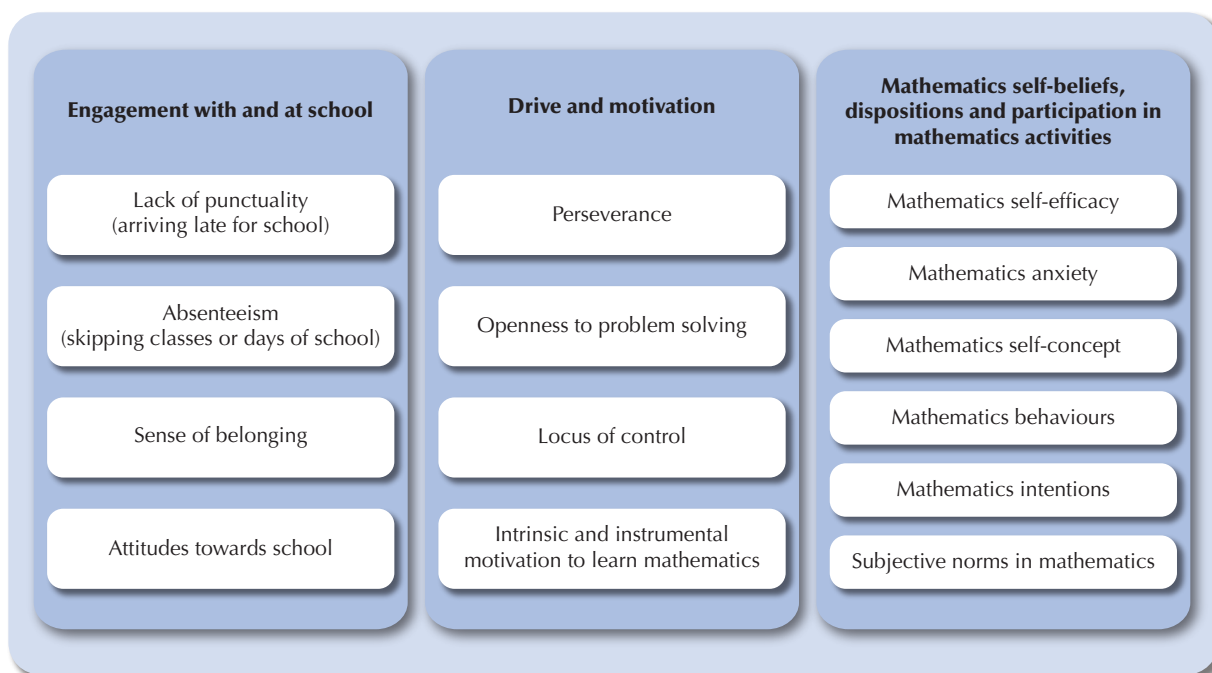 Engagement with and at school
Lack of punctuality
(arriving late for school)
Absenteeism
(skipping classes or days of school)
Sense of belonging
Attitudes towards school
Drive and motivation
Perseverance
Openness to problem solving
Locus of control
Intrinsic and instrumental
motivation to learn mathematics
Mathematics self-beliefs,
dispositions and participation in
mathematics activities
Mathematics self-efficacy
Mathematics anxiety
Mathematics self-concept
Mathematics behaviours
Mathematics intentions
Subjective norms in mathematics